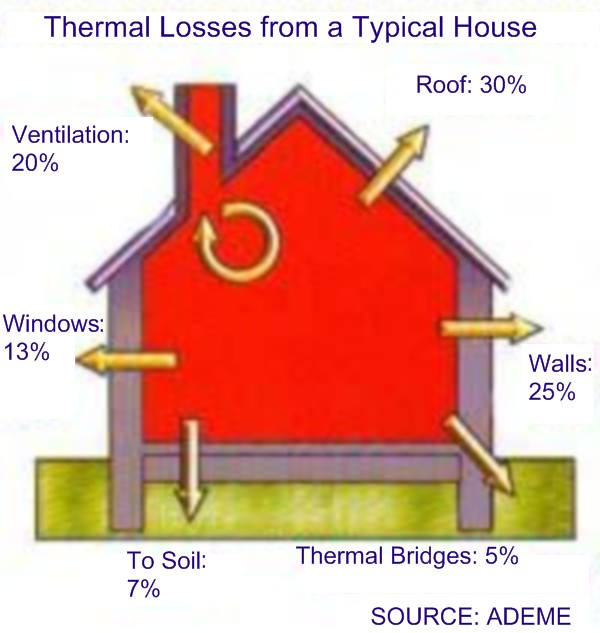 Thermal Losses from a Typical House
Roof: 30%
Ventilation:
20%
Windows:
13%
Walls:
25%
To Soil:
7%
Thermal Bridges: 5%
SOURCE: ADEME